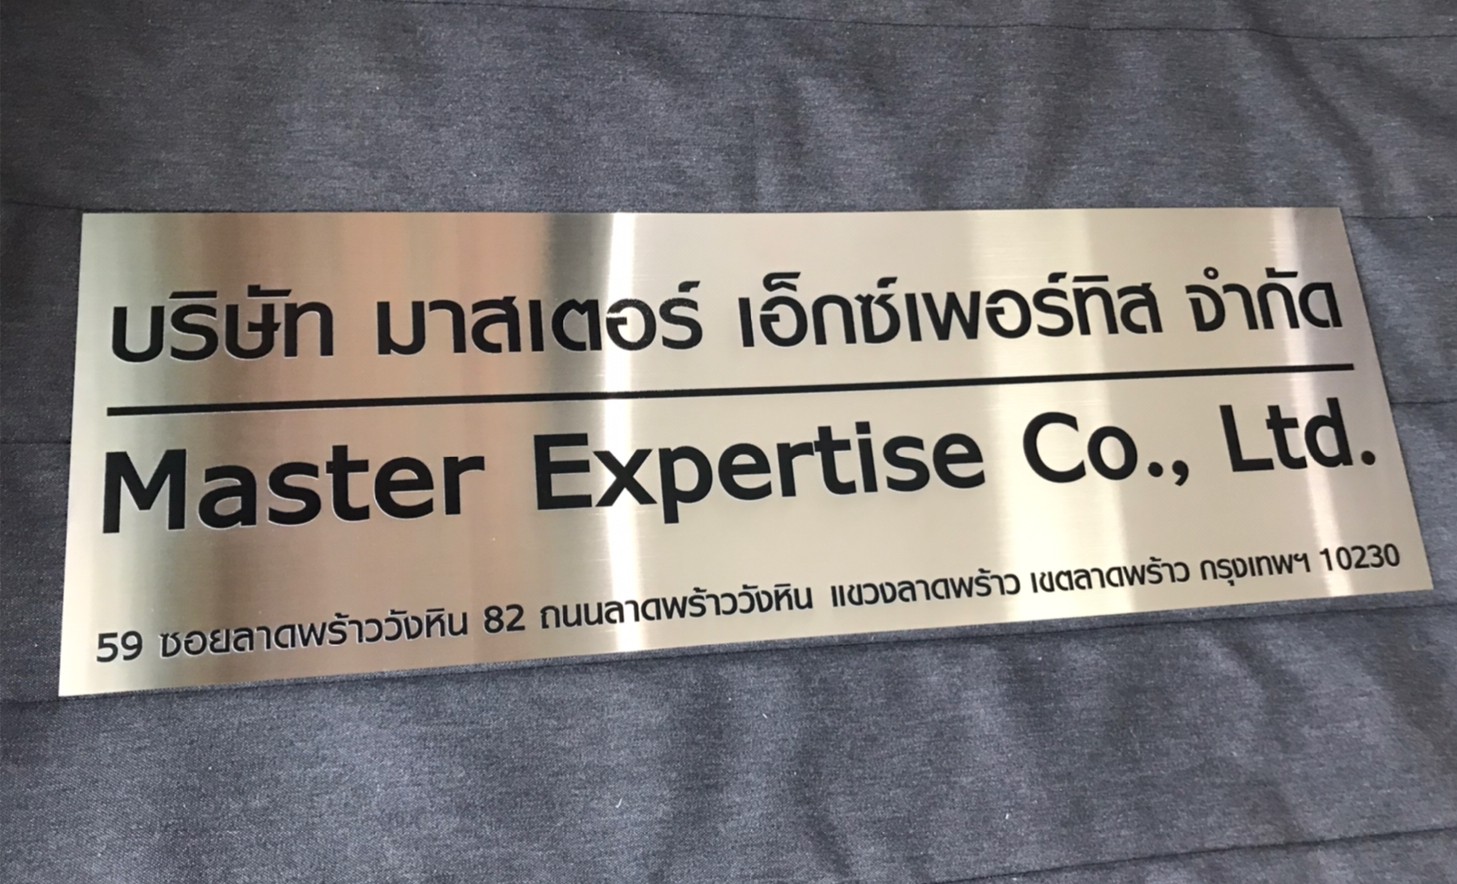 บริษัท มาสเตอร์ เอ็กซ์เพอร์ทิส จำกัด
Master Expertise Co., Ltd.
59 ซอยลาดพร้าววังหิน 82 ถนนลาดพร้าววังหิน แขวงลาดพร้าว เขตลาดพร้าว กรุงเทพฯ 10230